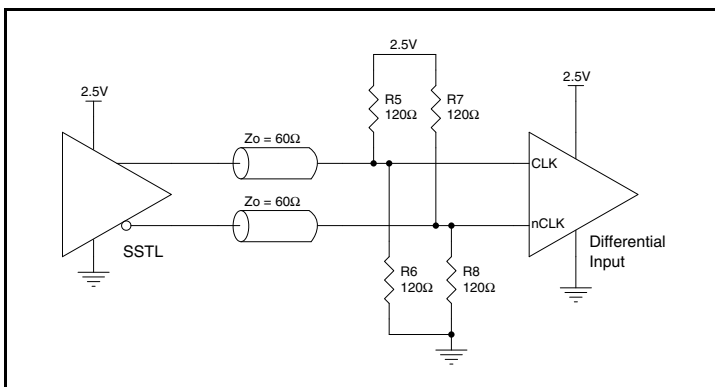 2.5V
2.5V
2.5V
R5
120Ω
R7
120Ω
Zo = 60Ω
CLK
Zo = 60Ω
nCLK
SSTL
Differential
Input
R6
120Ω
R8
120Ω